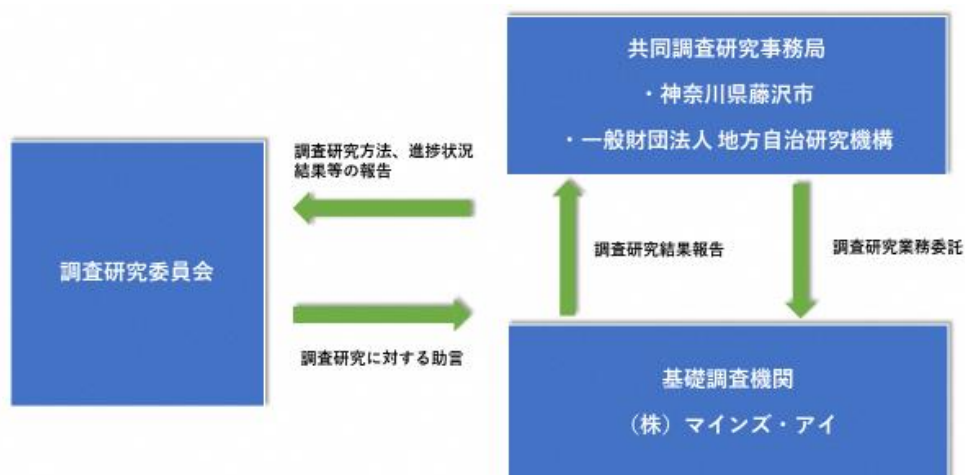 共同調査研究事務局
・神奈川県藤沢市
・一般財団法人 地方自治研究機構
調査研究方法、進捗状況
結果等の報告
調査研究委員会
調査研究結果報告
調査研究業務委託
調査研究に対する助言
基礎調査機関
（株）マインズ・アイ